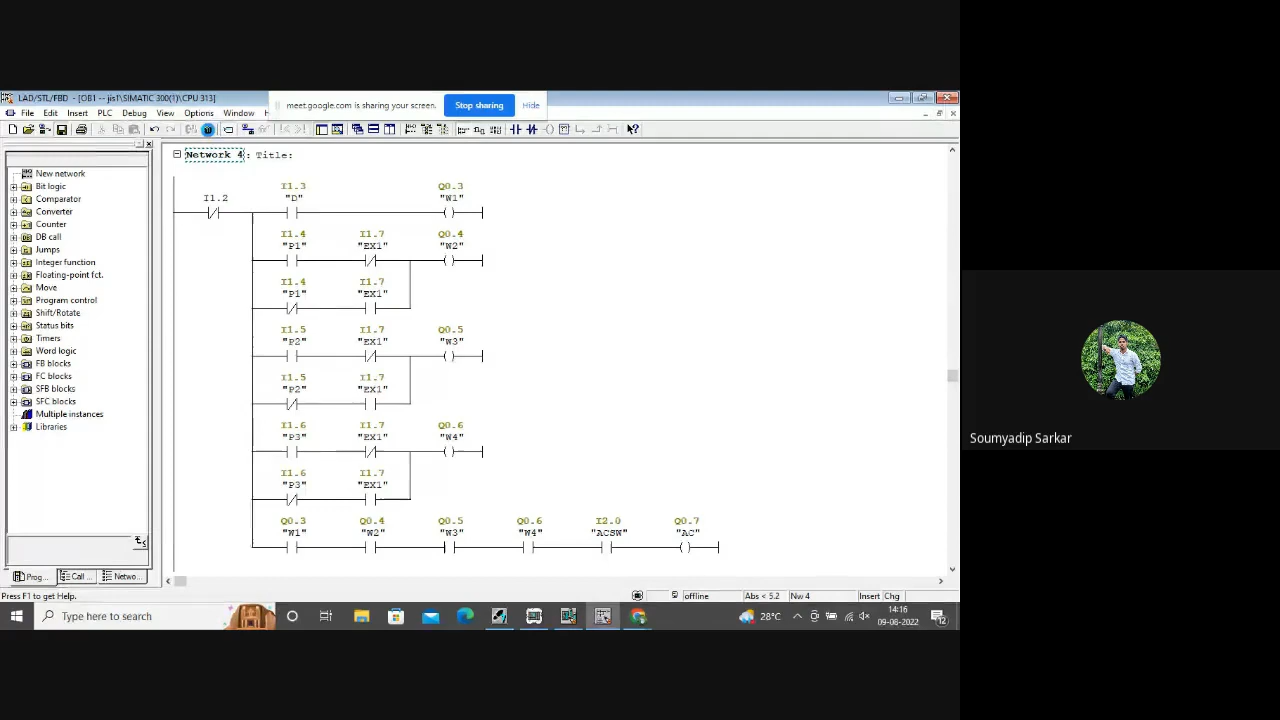 LAD/STL/FBD - [OB1 -- jis1\SIMATIC 300(1)\CPU 313]
meet.google.com is sharing your screen.
Stop sharing
Hide
File Edit Insert PLC Debug View Options Window
New network
Bit logic
Comparator
Converter
Counter
DB call
Jumps
Integer function
Floating-point fct.
Move
Program control
Shift/Rotate
Status bits
Timers
Word logic
FB blocks
FC blocks
SFB blocks
SFC blocks
Multiple instances
Libraries
Prog... Call ... Netwo...
Network 4: Title:
I1.3 Q0.3
I1.2 "D" "W1"
I1.4 I1.7 Q0.4
"P1" "EX1" "W2"
I1.4 I1.7
"P1" "EX1"
I1.5 I1.7 Q0.5
"P2" "EX1" "W3"
I1.5 I1.7
"P2" "EX1"
I1.6 I1.7 Q0.6
"P3" "EX1" "W4"
I1.6 I1.7
"P3" "EX1"
Q0.3 Q0.4 Q0.5 Q0.6 I2.0 Q0.7
"W1" "W2" "W3" "W4" "ACSW" "AC"
Press F1 to get Help.
offline Abs < 5.2 Nw 4 Insert Chg
Type here to search
28°C
14:16
09-08-2022
12
Soumyadip Sarkar